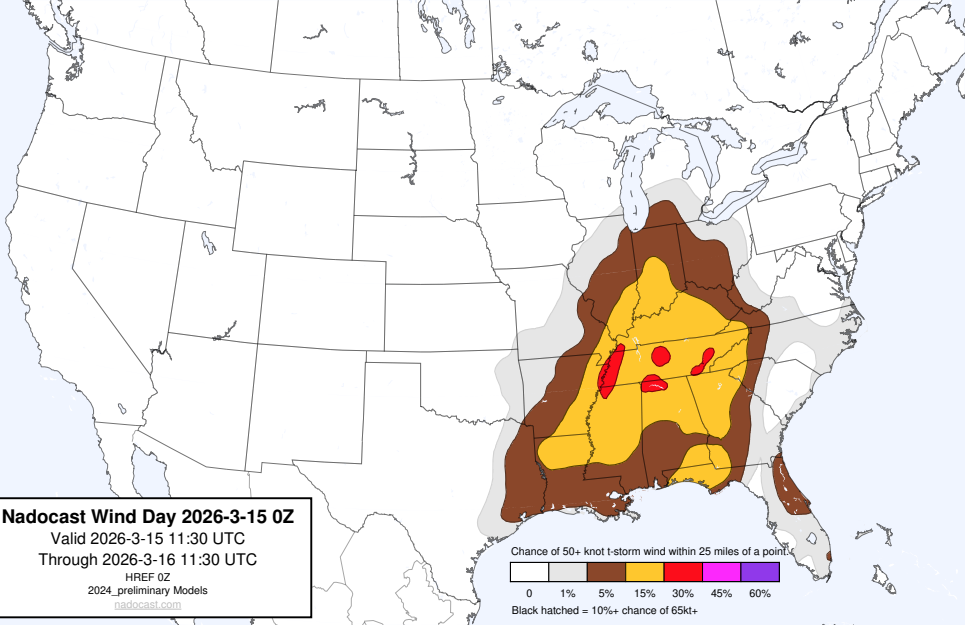 Nadocast Wind Day 2026-3-15 0Z
Valid 2026-3-15 11:30 UTC
Through 2026-3-16 11:30 UTC
HREF 0Z
2024_preliminary Models
nadocast.com
Chance of 50+ knot t-storm wind within 25 miles of a point.
0 1% 5% 15% 30% 45% 60%
Black hatched = 10%+ chance of 65kt+